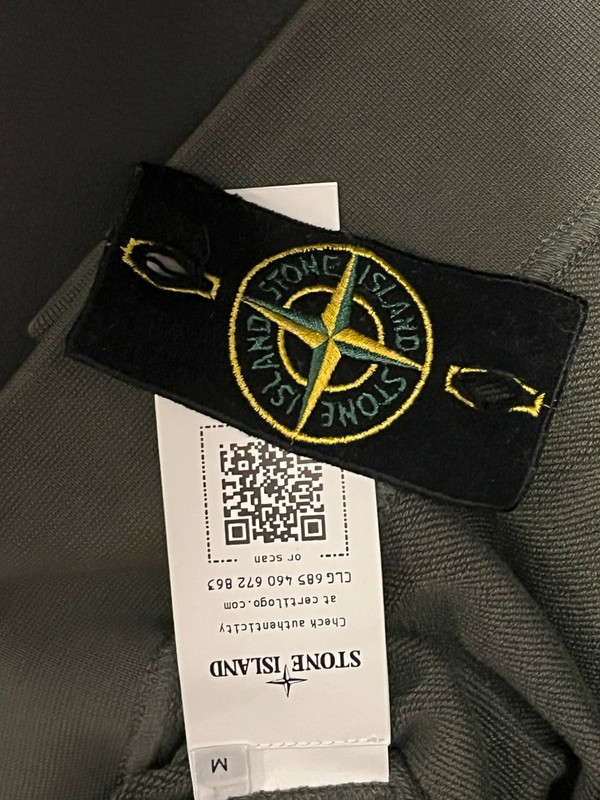 STONE ISLAND STONE ISLAND
STONE ISLAND
Check authenticity
at certilogo.com
CLG 685 460 672 863
or scan
M